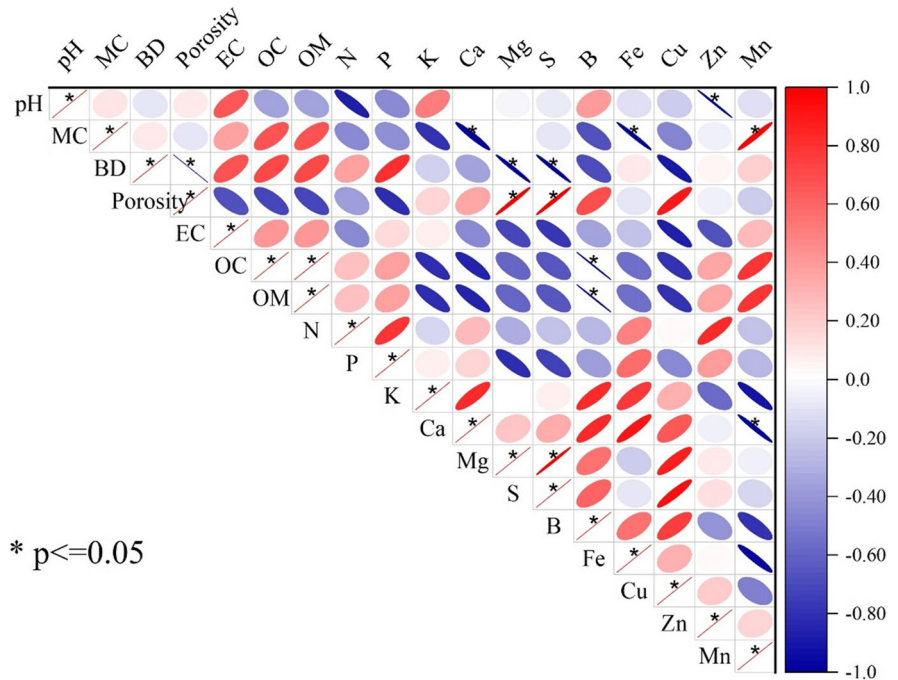 pH MC BD Porosity EC OC OM N P K Ca Mg S B Fe Cu Zn Mn
pH * *
MC * * * *
BD * * * *
Porosity * * *
EC *
OC * * *
OM * *
N *
P *
K *
Ca * *
Mg * *
S *
B *
Fe *
Cu *
Zn *
Mn *
* p<=0.05
1.0
0.80
0.60
0.40
0.20
0.0
-0.20
-0.40
-0.60
-0.80
-1.0